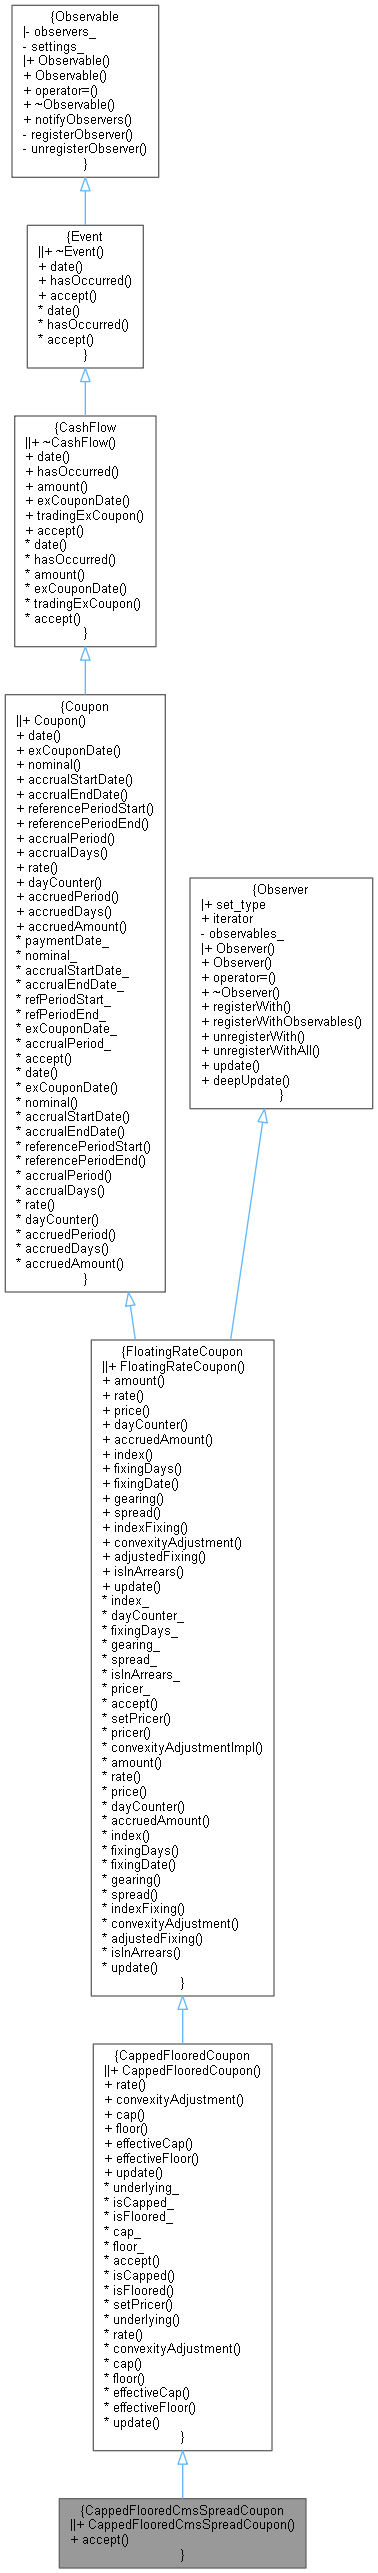 {Observable
|- observers_
- settings_
|+ Observable()
+ Observable()
+ operator=()
+ ~Observable()
+ notifyObservers()
- registerObserver()
- unregisterObserver()
}
{Event
||+ ~Event()
+ date()
+ hasOccurred()
+ accept()
* date()
* hasOccurred()
* accept()
}
{CashFlow
||+ ~CashFlow()
+ date()
+ hasOccurred()
+ amount()
+ exCouponDate()
+ tradingExCoupon()
+ accept()
* date()
* hasOccurred()
* amount()
* exCouponDate()
* tradingExCoupon()
* accept()
}
{Coupon
||+ Coupon()
+ date()
+ exCouponDate()
+ nominal()
+ accrualStartDate()
+ accrualEndDate()
+ referencePeriodStart()
+ referencePeriodEnd()
+ accrualPeriod()
+ accrualDays()
+ rate()
+ dayCounter()
+ accruedPeriod()
+ accruedDays()
+ accruedAmount()
* paymentDate_
* nominal_
* accrualStartDate_
* accrualEndDate_
* refPeriodStart_
* refPeriodEnd_
* exCouponDate_
* accrualPeriod_
* accept()
* date()
* exCouponDate()
* nominal()
* accrualStartDate()
* accrualEndDate()
* referencePeriodStart()
* referencePeriodEnd()
* accrualPeriod()
* accrualDays()
* rate()
* dayCounter()
* accruedPeriod()
* accruedDays()
* accruedAmount()
}
{Observer
|+ set_type
+ iterator
- observables_
|+ Observer()
+ Observer()
+ operator=()
+ ~Observer()
+ registerWith()
+ registerWithObservables()
+ unregisterWith()
+ unregisterWithAll()
+ update()
+ deepUpdate()
}
{FloatingRateCoupon
||+ FloatingRateCoupon()
+ amount()
+ rate()
+ price()
+ dayCounter()
+ accruedAmount()
+ index()
+ fixingDays()
+ fixingDate()
+ gearing()
+ spread()
+ indexFixing()
+ convexityAdjustment()
+ adjustedFixing()
+ isInArrears()
+ update()
* index_
* dayCounter_
* fixingDays_
* gearing_
* spread_
* isInArrears_
* pricer_
* accept()
* setPricer()
* pricer()
* convexityAdjustmentImpl()
* amount()
* rate()
* price()
* dayCounter()
* accruedAmount()
* index()
* fixingDays()
* fixingDate()
* gearing()
* spread()
* indexFixing()
* convexityAdjustment()
* adjustedFixing()
* isInArrears()
* update()
}
{CappedFlooredCoupon
||+ CappedFlooredCoupon()
+ rate()
+ convexityAdjustment()
+ cap()
+ floor()
+ effectiveCap()
+ effectiveFloor()
+ update()
* underlying_
* isCapped_
* isFloored_
* cap_
* floor_
* accept()
* isCapped()
* isFloored()
* setPricer()
* underlying()
* rate()
* convexityAdjustment()
* cap()
* floor()
* effectiveCap()
* effectiveFloor()
* update()
}
{CappedFlooredCmsSpreadCoupon
||+ CappedFlooredCmsSpreadCoupon()
+ accept()
}